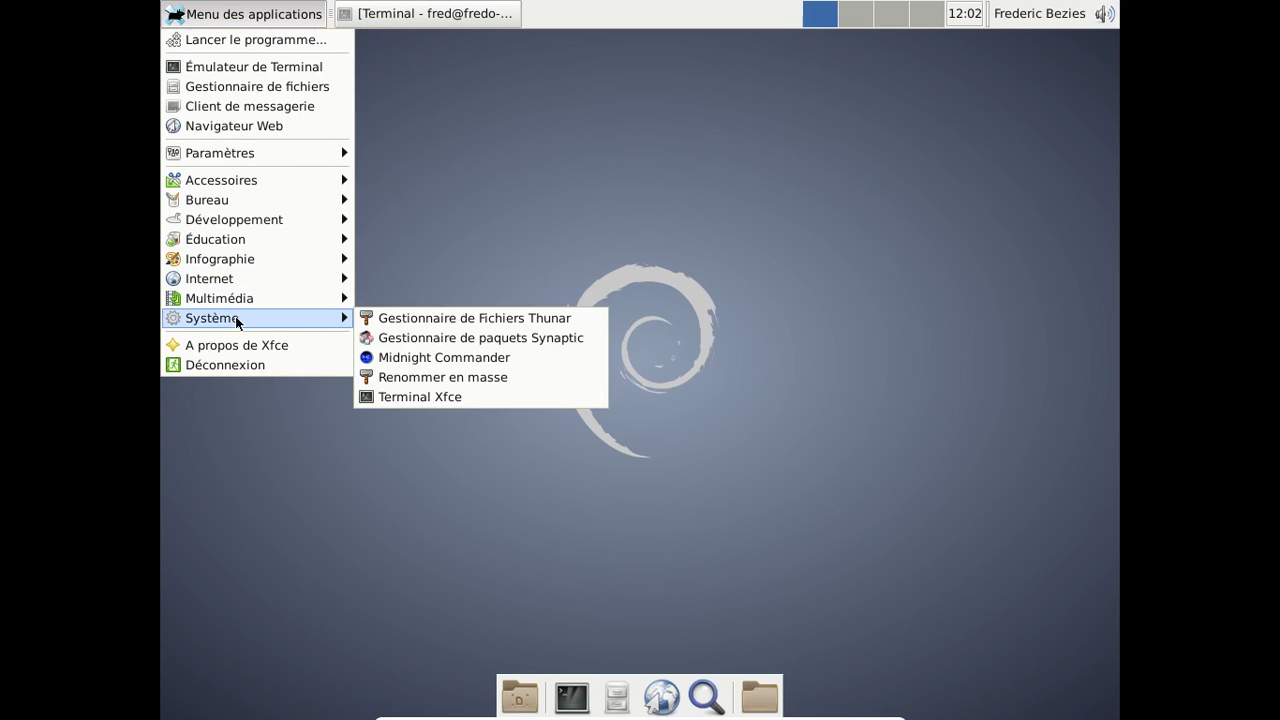 Menu des applications
[Terminal - fred@fredo-...
12:02
Frederic Bezies
Lancer le programme...
Émulateur de Terminal
Gestionnaire de fichiers
Client de messagerie
Navigateur Web
Paramètres
Accessoires
Bureau
Développement
Éducation
Infographie
Internet
Multimédia
Système
A propos de Xfce
Déconnexion
Gestionnaire de Fichiers Thunar
Gestionnaire de paquets Synaptic
Midnight Commander
Renommer en masse
Terminal Xfce